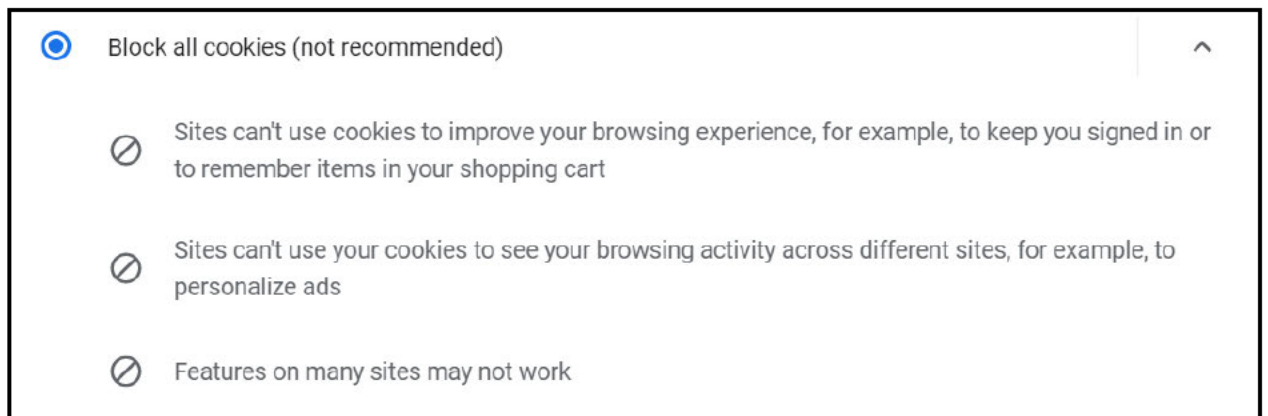 Block all cookies (not recommended)
Sites can't use cookies to improve your browsing experience, for example, to keep you signed in or
to remember items in your shopping cart
Sites can't use your cookies to see your browsing activity across different sites, for example, to
personalize ads
Features on many sites may not work